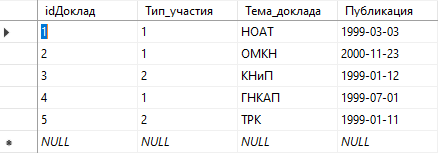 idДоклад Тип_участия Тема_доклада Публикация
1 1 НОАТ 1999-03-03
2 1 ОМКН 2000-11-23
3 2 КНиП 1999-01-12
4 1 ГНКАП 1999-07-01
5 2 ТРК 1999-01-11
NULL NULL NULL NULL